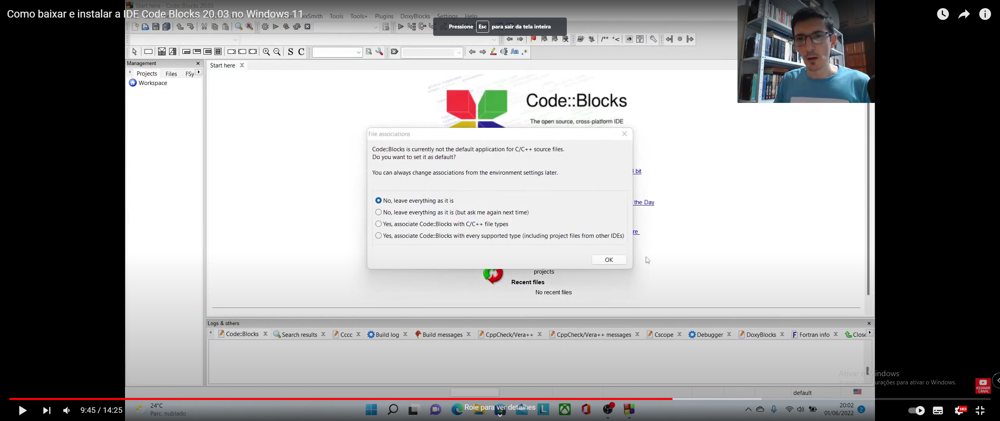 Start here - Code::Blocks 20.03
Como baixar e instalar a IDE Code Blocks 20.03 no Windows 11
wxSmith Tools Tools+ Plugins DoxyBlocks Settings Help
Pressione Esc para sair da tela inteira
/** *<
S C
Aa .*
Management
Projects Files FSy
Workspace
Start here
Code::Blocks
The open source, cross-platform IDE
File associations
Code::Blocks is currently not the default application for C/C++ source files.
Do you want to set it as default?
You can always change associations from the environment settings later.
bit
No, leave everything as it is
the Day
No, leave everything as it is (but ask me again next time)
Yes, associate Code::Blocks with C/C++ file types
re
Yes, associate Code::Blocks with every supported type (including project files from other IDEs)
OK
projects
Recent files
No recent files
Logs & others
Code::Blocks Search results Cccc Build log Build messages CppCheck/Vera++ CppCheck/Vera++ messages Cscope Debugger DoxyBlocks Fortran info Close
Ativar o Windows
Acesse Configurações para ativar o Windows.
ASSINAR
CANAL
default
9:45 / 14:25
24°C
Parc. nublado
Role para ver detalhes
20:02
01/06/2022
2
HD